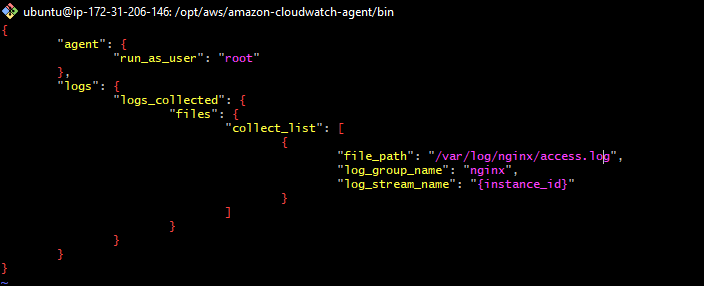 ubuntu@ip-172-31-206-146: /opt/aws/amazon-cloudwatch-agent/bin
{
"agent": {
"run_as_user": "root"
},
"logs": {
"logs_collected": {
"files": {
"collect_list": [
{
"file_path": "/var/log/nginx/access.log",
"log_group_name": "nginx",
"log_stream_name": "{instance_id}"
}
]
}
}
}
}
~